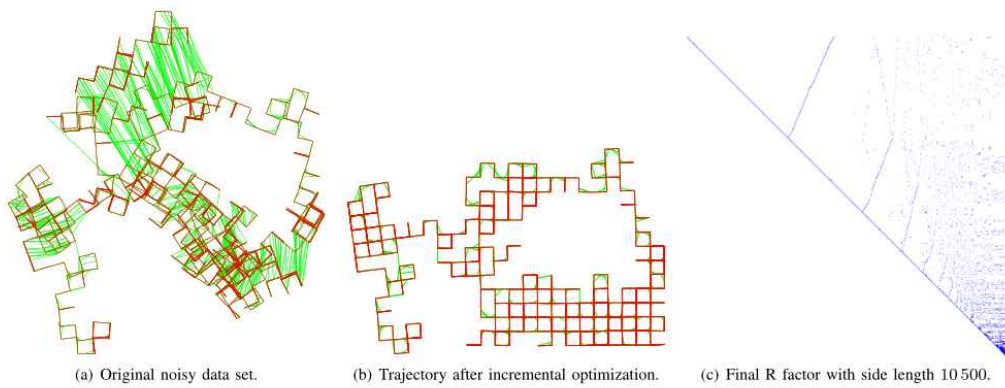 (a) Original noisy data set.
(b) Trajectory after incremental optimization.
(c) Final R factor with side length 10 500.